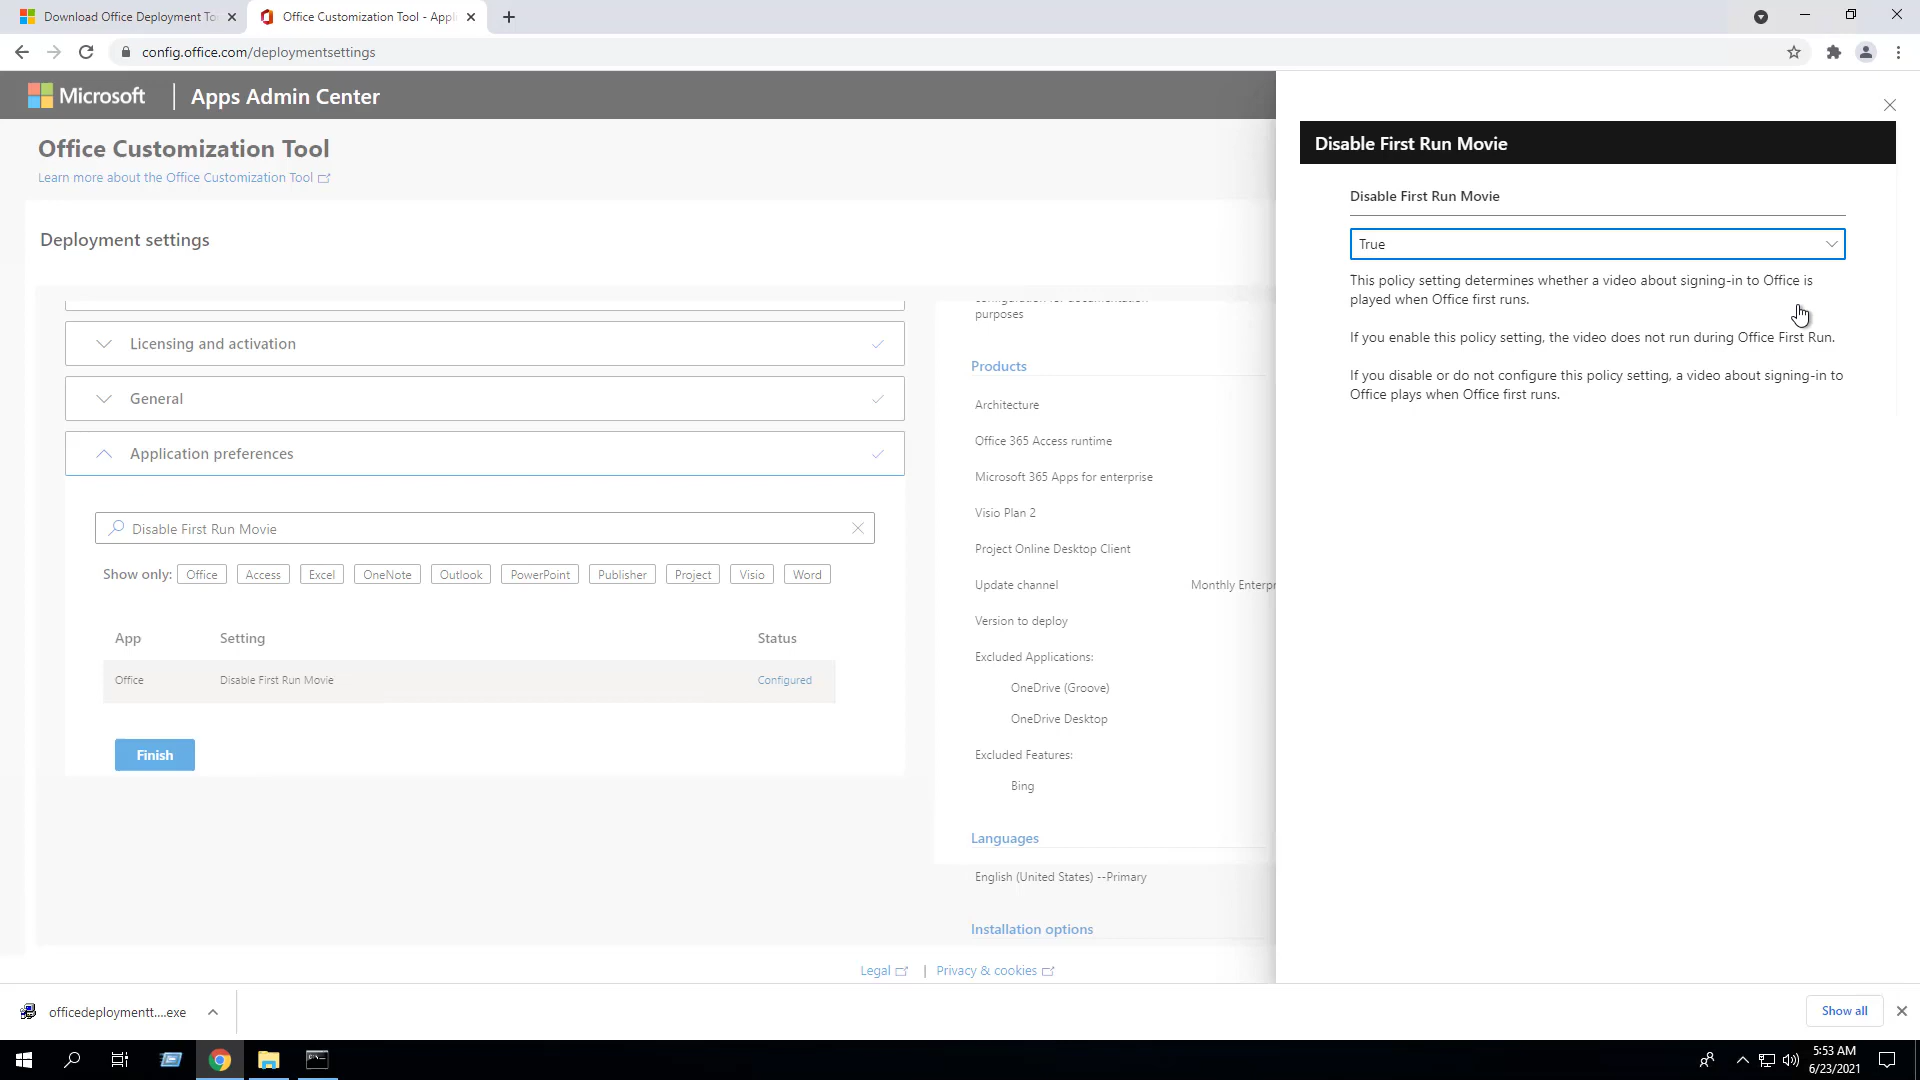 Download Office Deployment To
Office Customization Tool - Appli
config.office.com/deploymentsettings
Microsoft
Apps Admin Center
Office Customization Tool
Learn more about the Office Customization Tool
Deployment settings
Licensing and activation
General
Application preferences
Disable First Run Movie
Show only: Office Access Excel OneNote Outlook PowerPoint Publisher Project Visio Word
App Setting Status
Office Disable First Run Movie Configured
Finish
configuration for documentation
purposes
Products
Architecture
Office 365 Access runtime
Microsoft 365 Apps for enterprise
Visio Plan 2
Project Online Desktop Client
Update channel Monthly Enterpr
Version to deploy
Excluded Applications:
OneDrive (Groove)
OneDrive Desktop
Excluded Features:
Bing
Languages
English (United States) --Primary
Installation options
Legal | Privacy & cookies
Disable First Run Movie
Disable First Run Movie
True
This policy setting determines whether a video about signing-in to Office is
played when Office first runs.
If you enable this policy setting, the video does not run during Office First Run.
If you disable or do not configure this policy setting, a video about signing-in to
Office plays when Office first runs.
officedeploymentt....exe
Show all
5:53 AM
6/23/2021